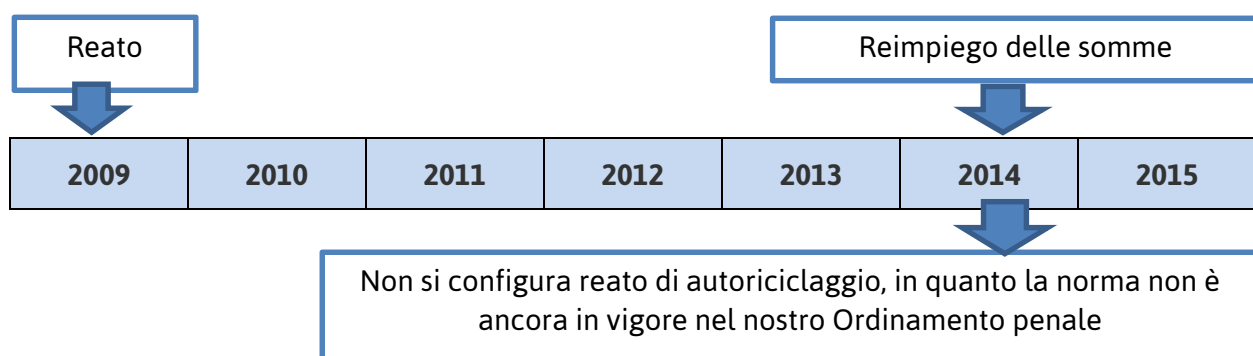 Reato
Reimpiego delle somme
2009 2010 2011 2012 2013 2014 2015
Non si configura reato di autoriciclaggio, in quanto la norma non è
ancora in vigore nel nostro Ordinamento penale